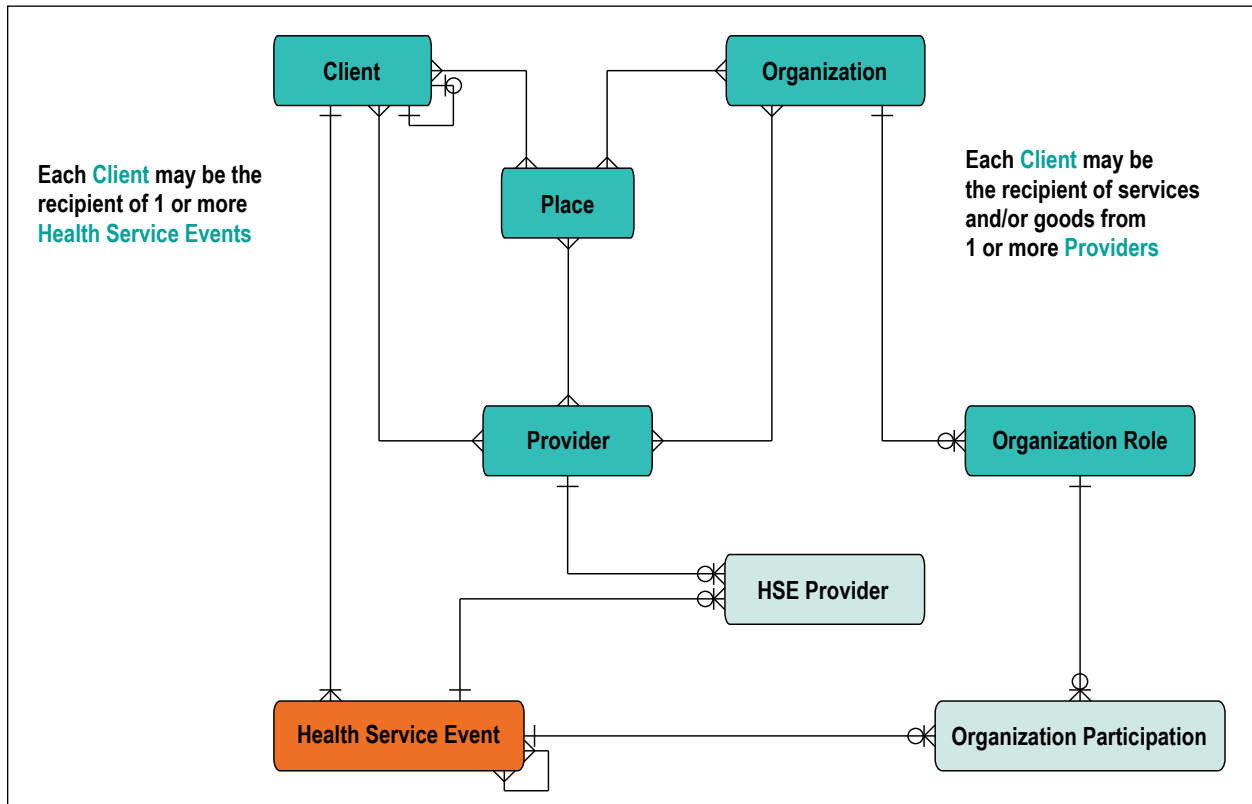 Client
Organization
Each Client may be the
recipient of 1 or more
Health Service Events
Each Client may be
the recipient of services
and/or goods from
1 or more Providers
Place
Provider
Organization Role
HSE Provider
Health Service Event
Organization Participation